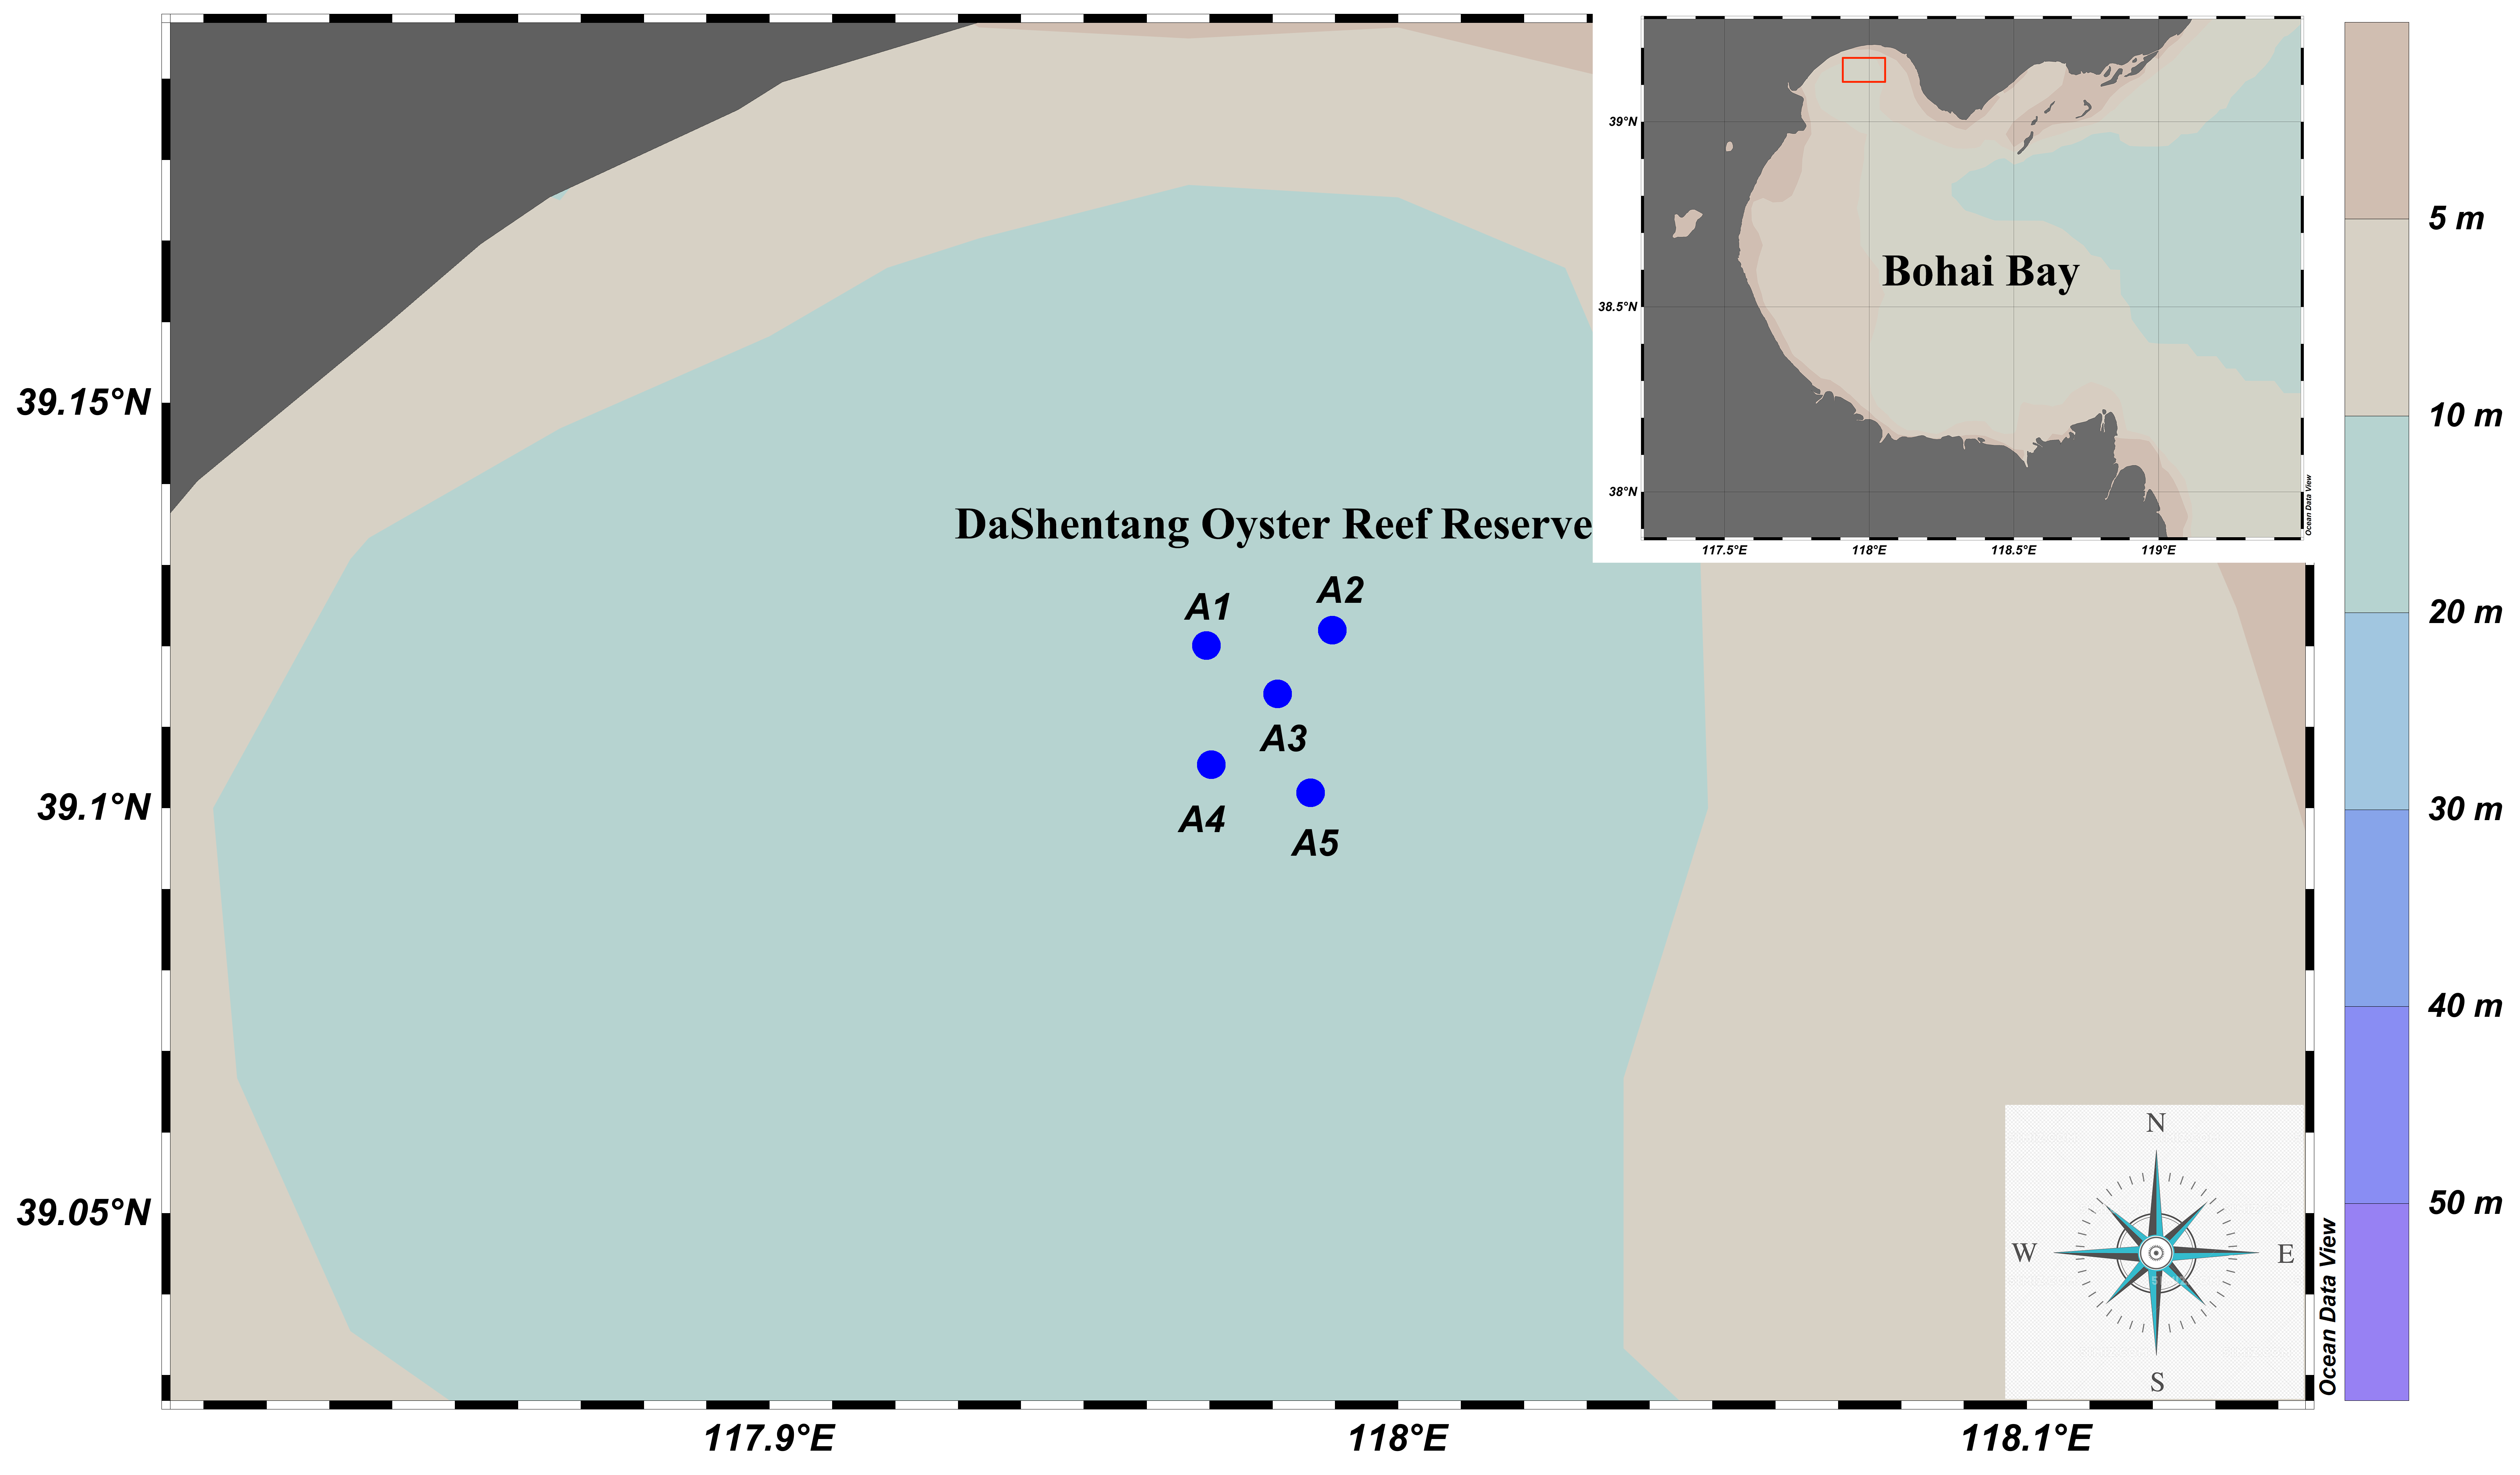 39.15°N
39.1°N
39.05°N
117.9°E
118°E
118.1°E
DaShentang Oyster Reef Reserve
A1
A2
A3
A4
A5
39°N
38.5°N
38°N
117.5°E
118°E
118.5°E
119°E
Bohai Bay
Ocean Data View
5 m
10 m
20 m
30 m
40 m
50 m
N
W
E
S
Ocean Data View